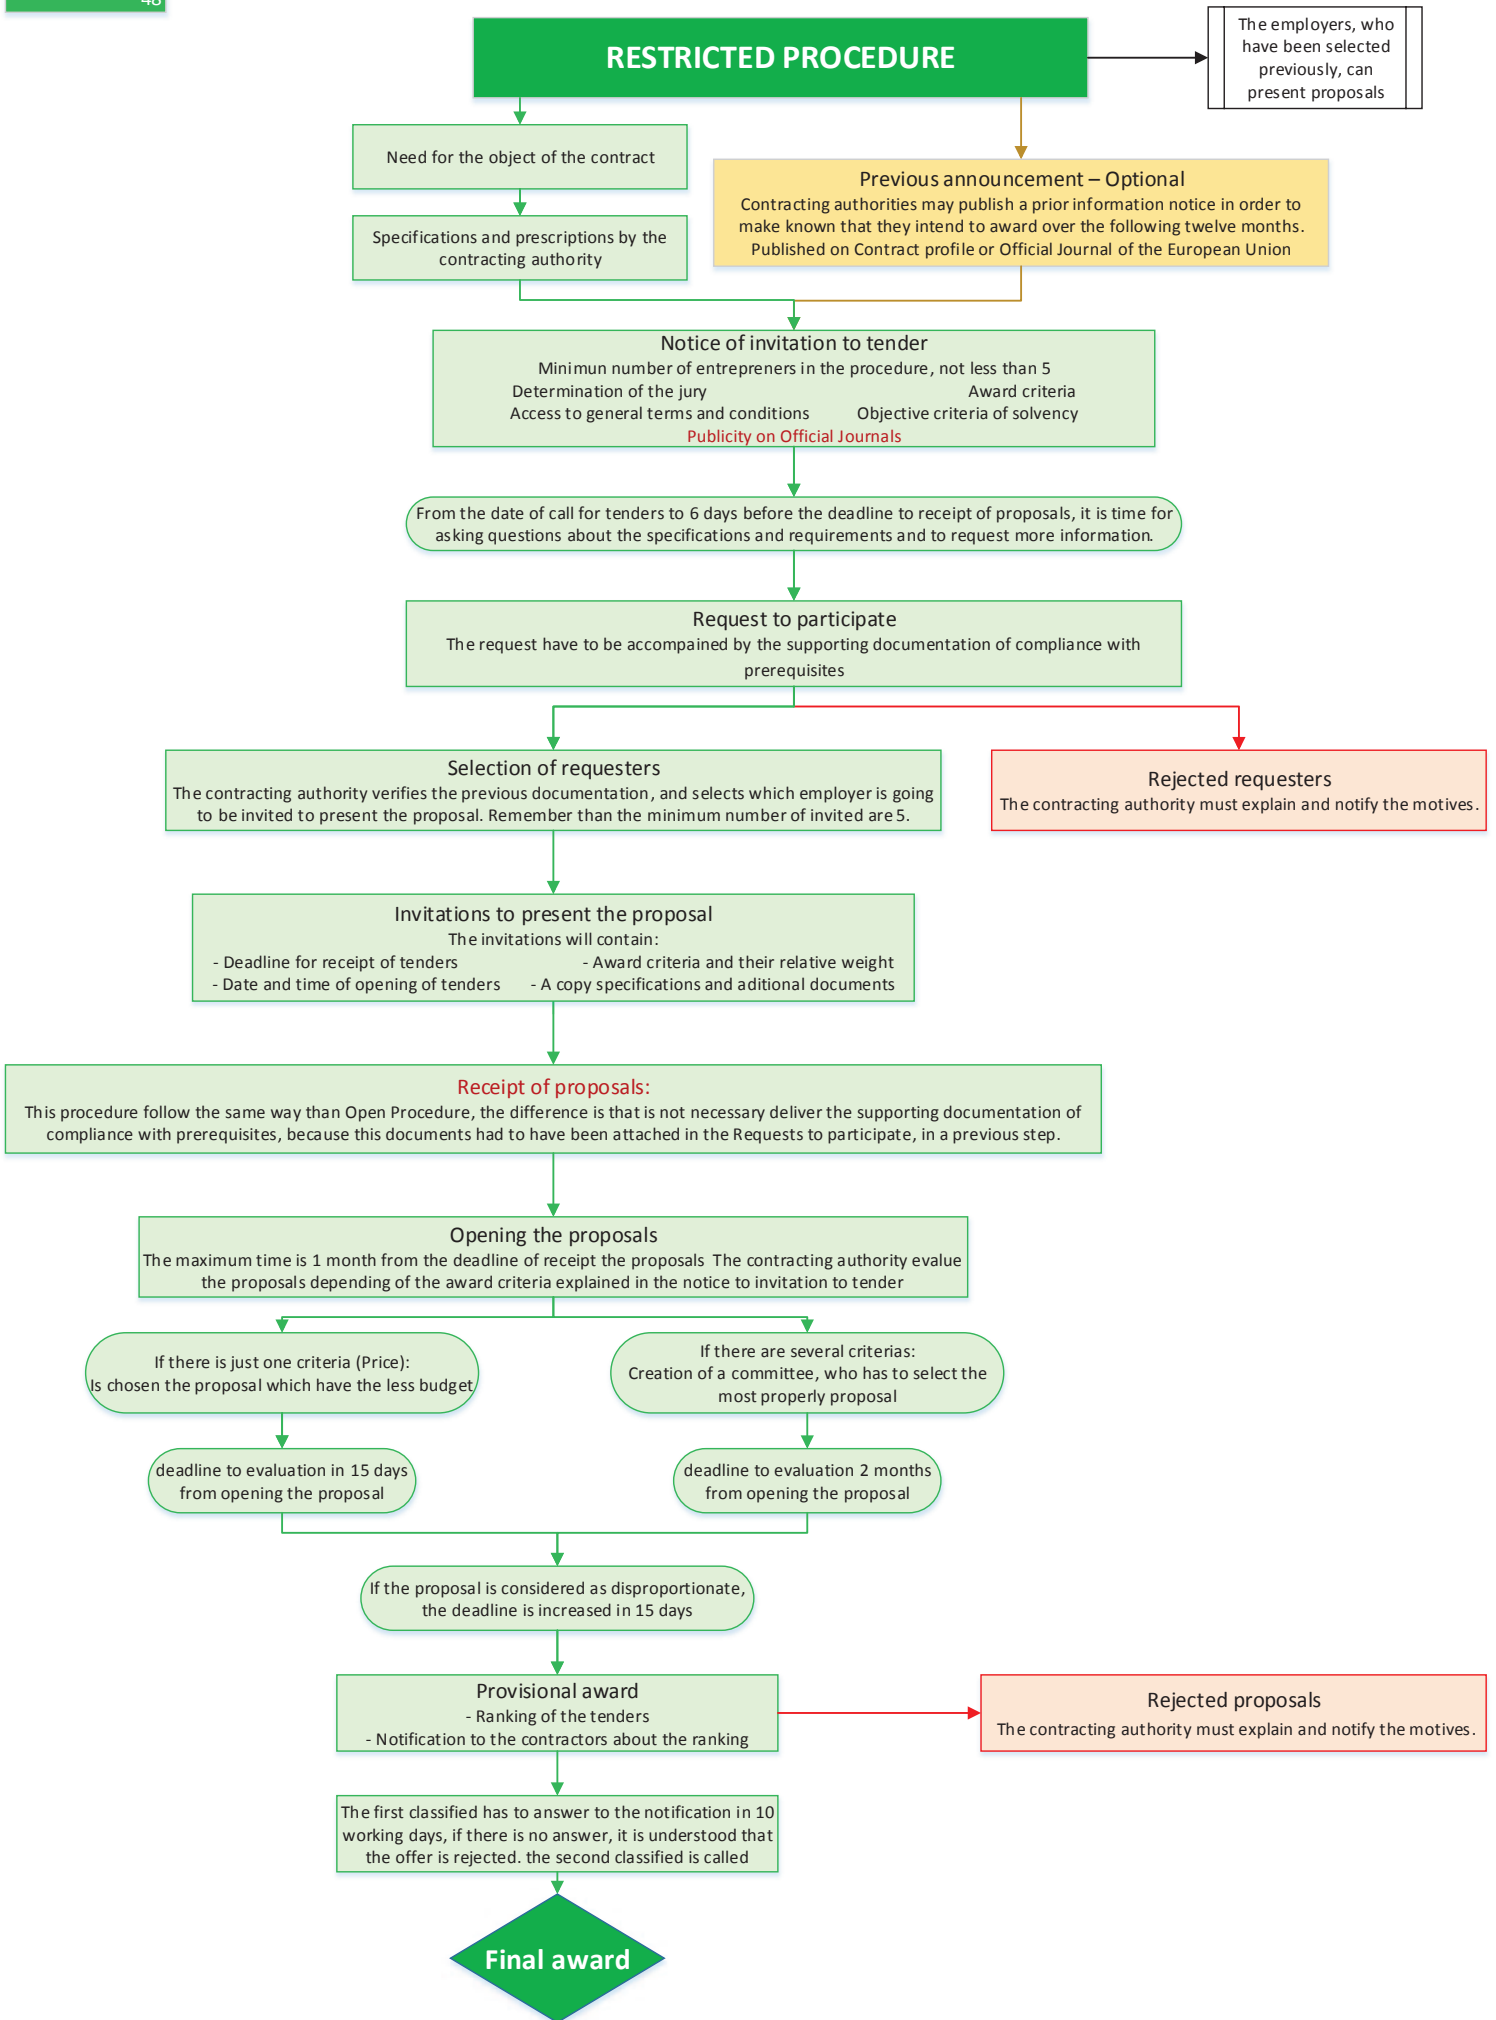 48
RESTRICTED PROCEDURE
The employers, who
have been selected
previously, can
present proposals
Need for the object of the contract
Previous announcement – Optional
Contracting authorities may publish a prior information notice in order to
make known that they intend to award over the following twelve months.
Published on Contract profile or Official Journal of the European Union
Specifications and prescriptions by the
contracting authority
Notice of invitation to tender
Minimun number of entrepreners in the procedure, not less than 5
Determination of the jury Award criteria
Access to general terms and conditions Objective criteria of solvency
Publicity on Official Journals
From the date of call for tenders to 6 days before the deadline to receipt of proposals, it is time for
asking questions about the specifications and requirements and to request more information.
Request to participate
The request have to be accompained by the supporting documentation of compliance with
prerequisites
Selection of requesters
The contracting authority verifies the previous documentation, and selects which employer is going
to be invited to present the proposal. Remember than the minimum number of invited are 5.
Rejected requesters
The contracting authority must explain and notify the motives.
Invitations to present the proposal
The invitations will contain:
- Deadline for receipt of tenders - Award criteria and their relative weight
- Date and time of opening of tenders - A copy specifications and aditional documents
Receipt of proposals:
This procedure follow the same way than Open Procedure, the difference is that is not necessary deliver the supporting documentation of
compliance with prerequisites, because this documents had to have been attached in the Requests to participate, in a previous step.
Opening the proposals
The maximum time is 1 month from the deadline of receipt the proposals The contracting authority evalue
the proposals depending of the award criteria explained in the notice to invitation to tender
If there is just one criteria (Price):
Is chosen the proposal which have the less budget
If there are several criterias:
Creation of a committee, who has to select the
most properly proposal
deadline to evaluation in 15 days
from opening the proposal
deadline to evaluation 2 months
from opening the proposal
If the proposal is considered as disproportionate,
the deadline is increased in 15 days
Provisional award
- Ranking of the tenders
- Notification to the contractors about the ranking
Rejected proposals
The contracting authority must explain and notify the motives.
The first classified has to answer to the notification in 10
working days, if there is no answer, it is understood that
the offer is rejected. the second classified is called
Final award